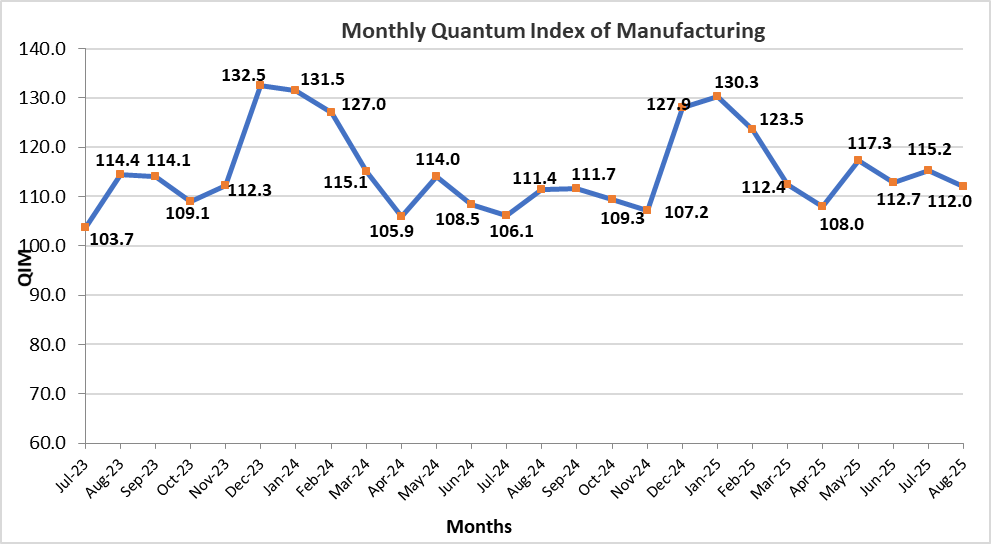 Monthly Quantum Index of Manufacturing
140.0
130.0
120.0
110.0
100.0
90.0
80.0
70.0
60.0
QIM
103.7
114.4
114.1
109.1
112.3
132.5
131.5
127.0
115.1
105.9
114.0
108.5
106.1
111.4
111.7
109.3
107.2
127.9
130.3
123.5
112.4
108.0
117.3
112.7
115.2
112.0
Jul-23
Aug-23
Sep-23
Oct-23
Nov-23
Dec-23
Jan-24
Feb-24
Mar-24
Apr-24
May-24
Jun-24
Jul-24
Aug-24
Sep-24
Oct-24
Nov-24
Dec-24
Jan-25
Feb-25
Mar-25
Apr-25
May-25
Jun-25
Jul-25
Aug-25
Months